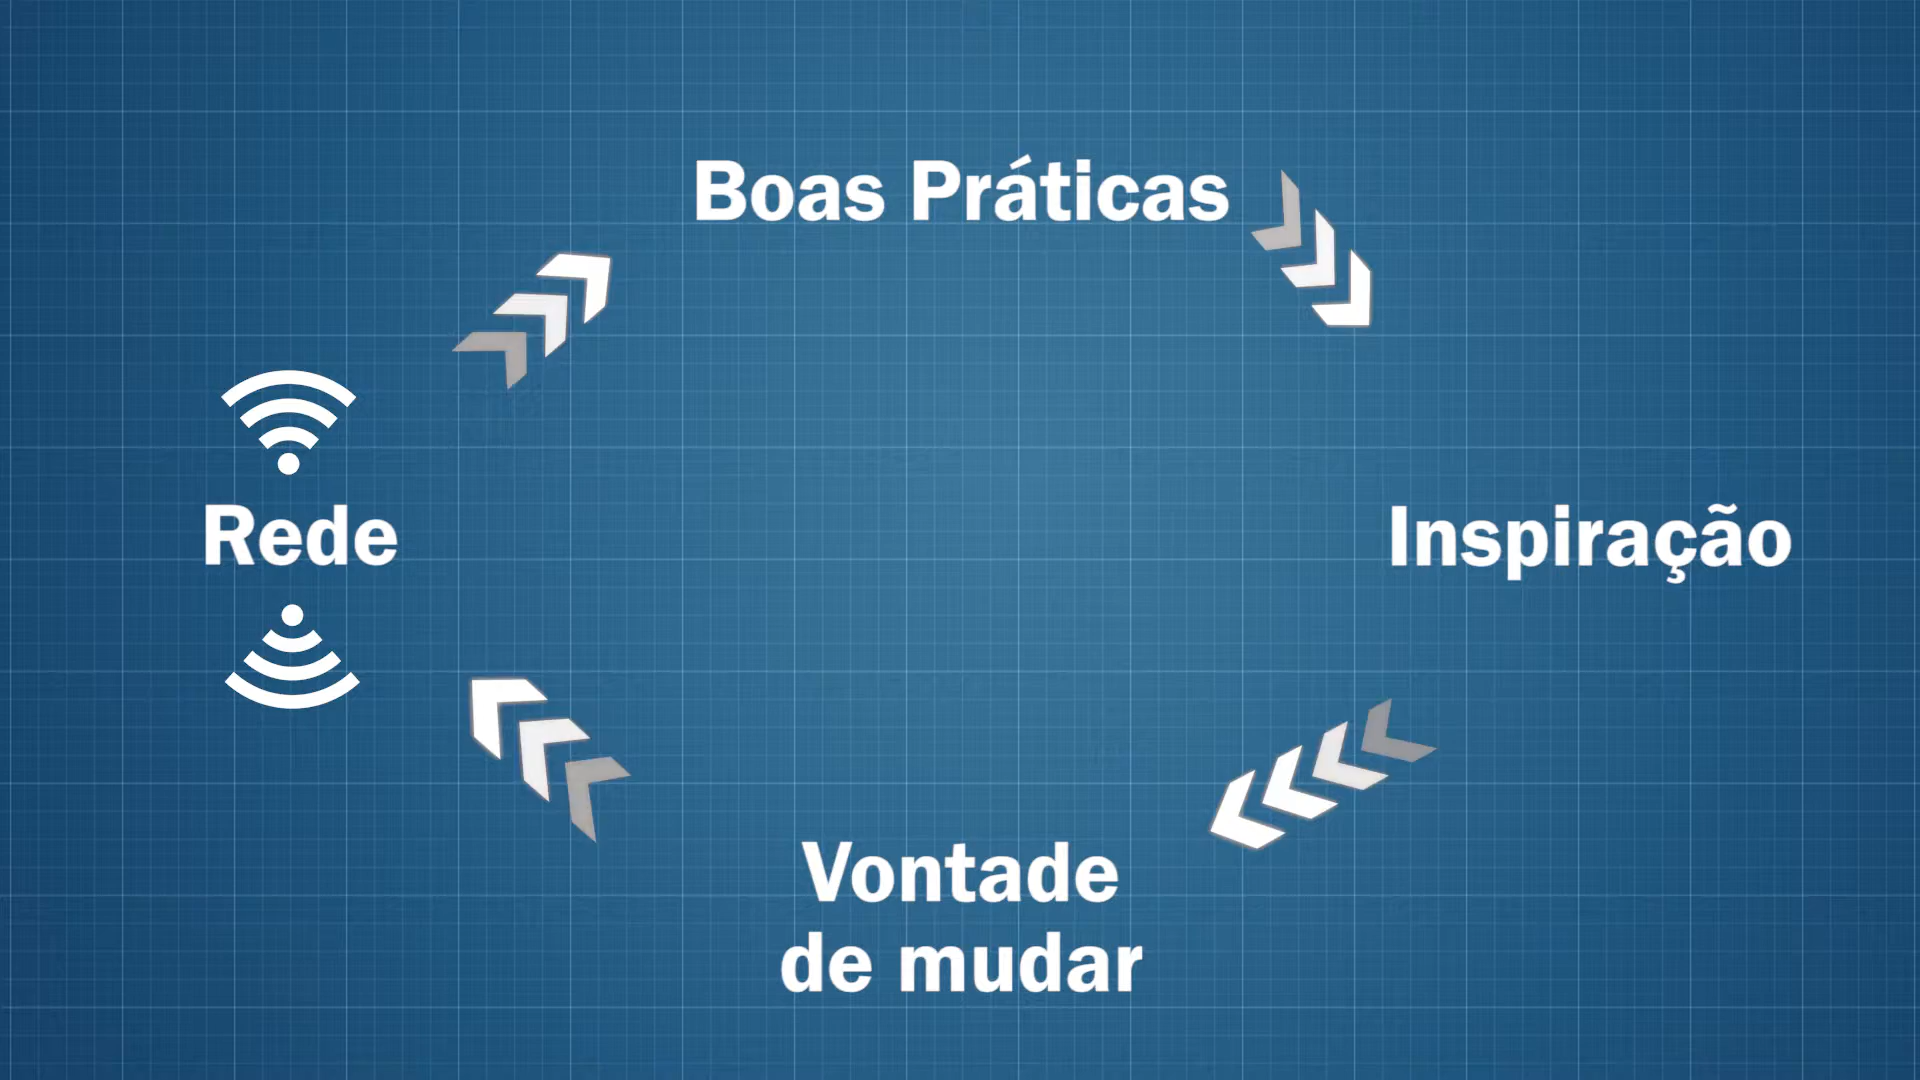 Boas Práticas
Rede
Inspiração
Vontade
de mudar